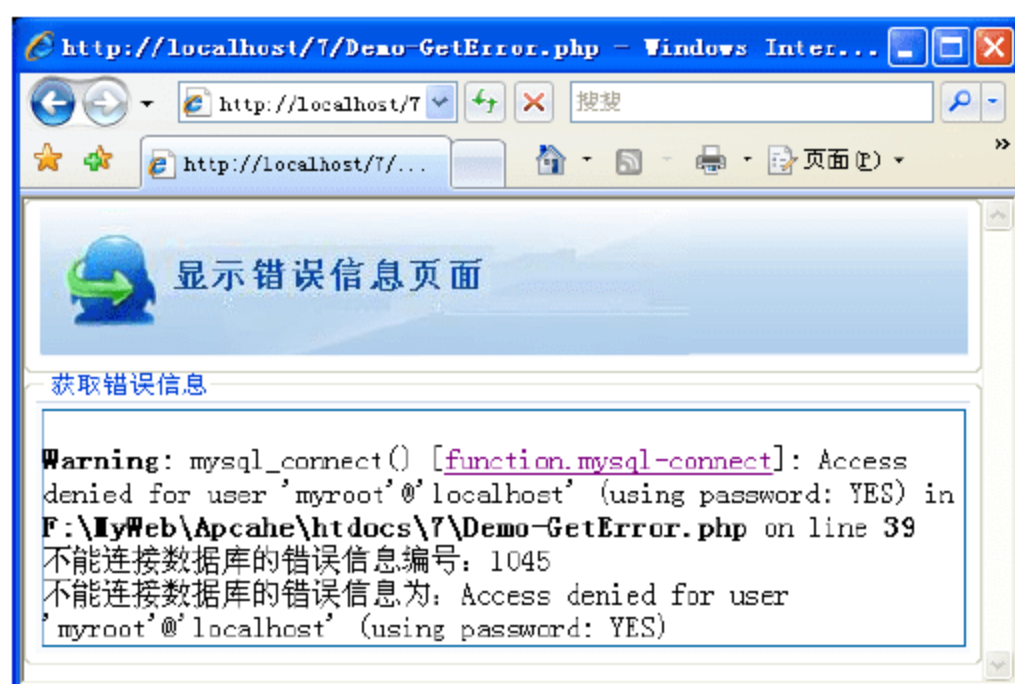 http://localhost/7/Demo-GetError.php - Windows Inter...
http://localhost/7
搜搜
http://localhost/7/...
页面(P)
»
显示错误信息页面
获取错误信息
Warning: mysql_connect() [function.mysql-connect]: Access
denied for user 'myroot'@'localhost' (using password: YES) in
F:\MyWeb\Apcahe\htdocs\7\Demo-GetError.php on line 39
不能连接数据库的错误信息编号：1045
不能连接数据库的错误信息为：Access denied for user
'myroot'@'localhost' (using password: YES)